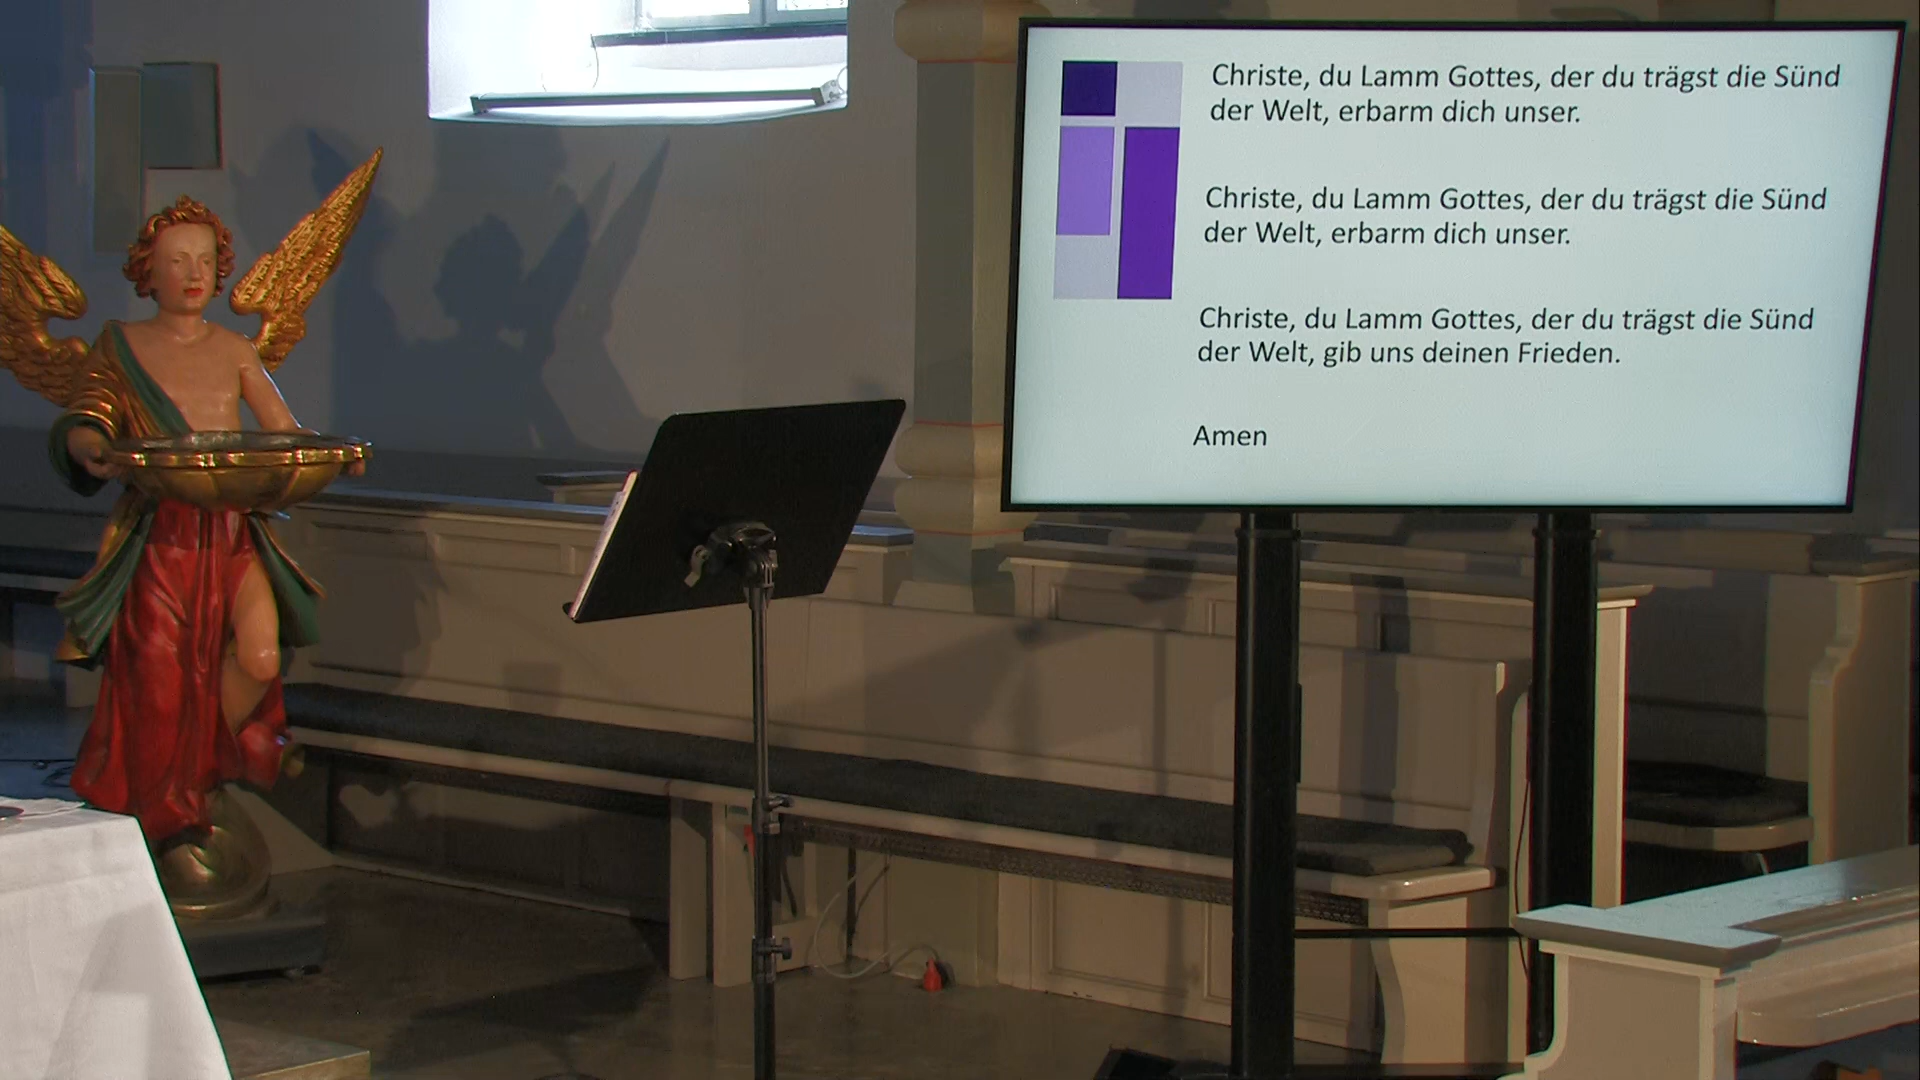 Christe, du Lamm Gottes, der du trägst die Sünd
der Welt, erbarm dich unser.
Christe, du Lamm Gottes, der du trägst die Sünd
der Welt, erbarm dich unser.
Christe, du Lamm Gottes, der du trägst die Sünd
der Welt, gib uns deinen Frieden.
Amen